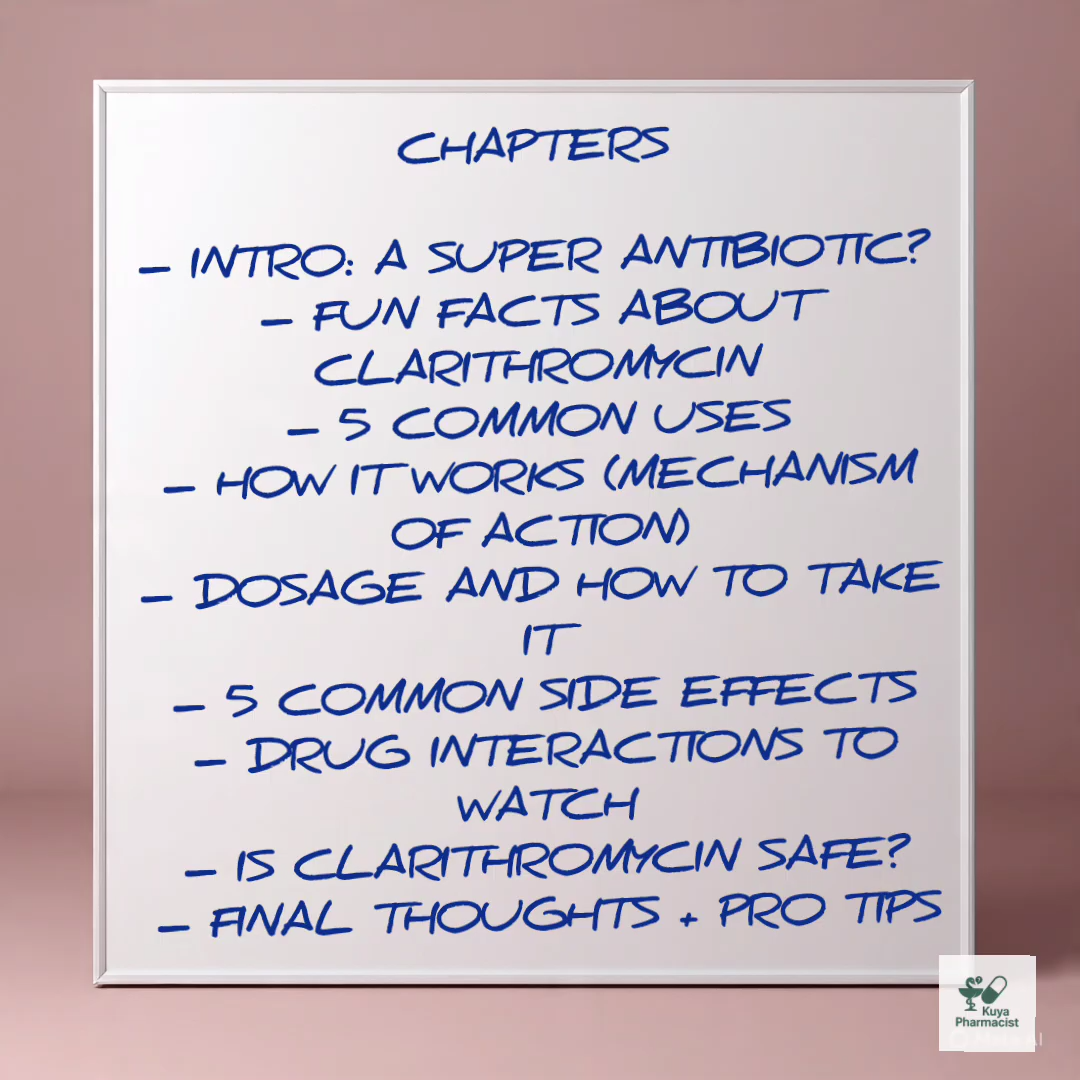 CHAPTERS
– INTRO: A SUPER ANTIBIOTIC?
– FUN FACTS ABOUT
CLARITHROMYCIN
– 5 COMMON USES
– HOW IT WORKS (MECHANISM
OF ACTION)
– DOSAGE AND HOW TO TAKE
IT
– 5 COMMON SIDE EFFECTS
– DRUG INTERACTIONS TO
WATCH
– IS CLARITHROMYCIN SAFE?
– FINAL THOUGHTS + PRO TIPS
Kuya
Pharmacist